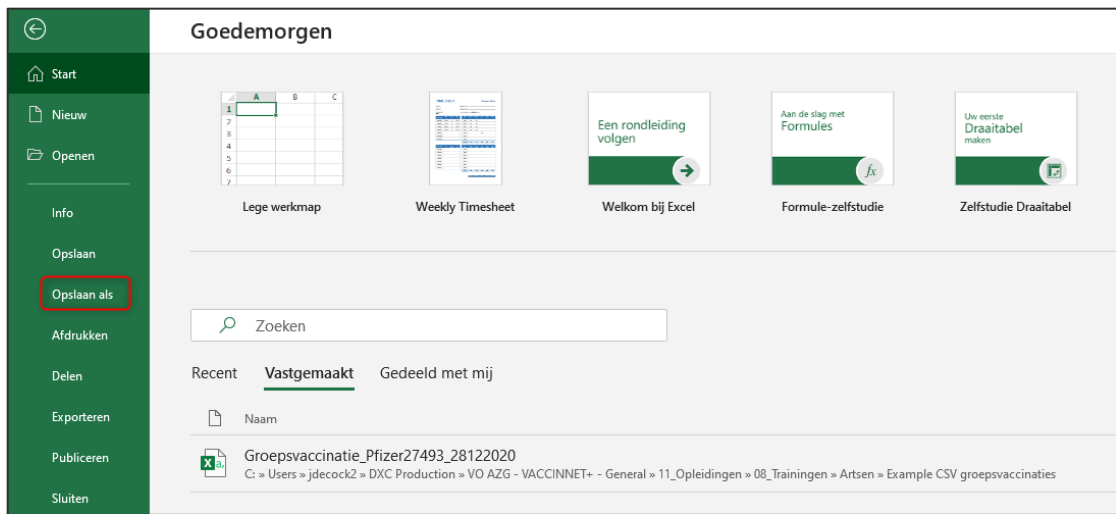 Goedemorgen
Start
Nieuw
Openen
Info
Opslaan
Opslaan als
Afdrukken
Delen
Exporteren
Publiceren
Sluiten
A B C
1
2
3
4
5
6
7
Een rondleiding
volgen
Aan de slag met
Formules
fx
Uw eerste
Draaitabel
maken
Lege werkmap
Weekly Timesheet
Welkom bij Excel
Formule-zelfstudie
Zelfstudie Draaitabel
Zoeken
Recent Vastgemaakt Gedeeld met mij
Naam
Groepsvaccinatie_Pfizer27493_28122020
C: » Users » jdecock2 » DXC Production » VO AZG - VACCINNET+ - General » 11_Opleidingen » 08_Trainingen » Artsen » Example CSV groepsvaccinaties